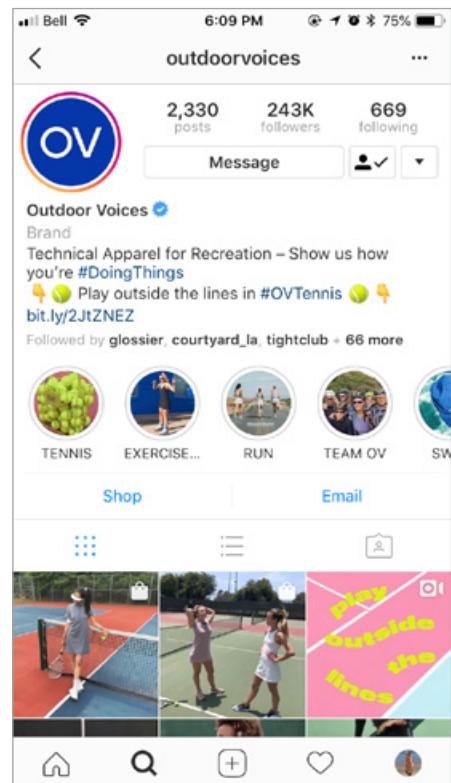 Bell 6:09 PM 75%
outdoorvoices
OV
2,330 243K 669
posts followers following
Message
Outdoor Voices
Brand
Technical Apparel for Recreation – Show us how
you're #DoingThings
👇🎾 Play outside the lines in #OVTennis 🎾👇
bit.ly/2JtZNEZ
Followed by glossier, courtyard_la, tightclub + 66 more
TENNIS EXERCISE... RUN TEAM OV SW
Shop Email
play
outside
the
lines